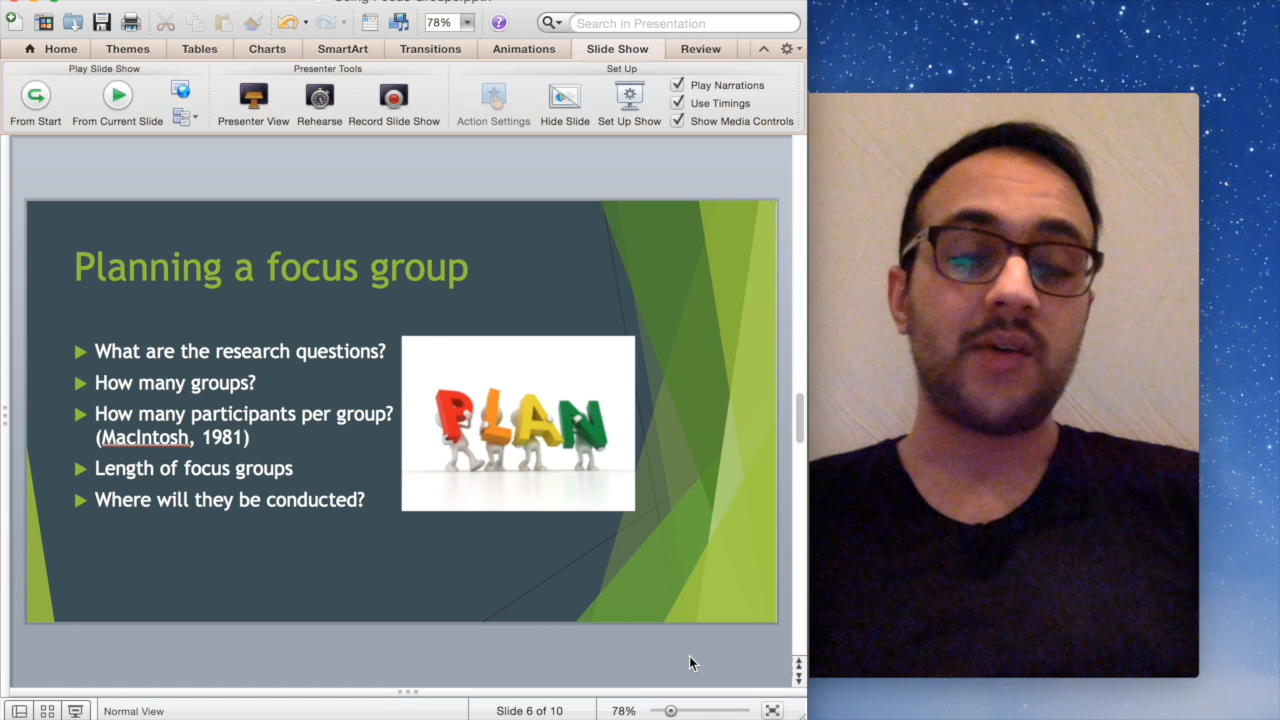 Using Focus Groups.pptx
78%
Search in Presentation
Home
Themes
Tables
Charts
SmartArt
Transitions
Animations
Slide Show
Review
Play Slide Show
Presenter Tools
Set Up
From Start
From Current Slide
Presenter View
Rehearse
Record Slide Show
Action Settings
Hide Slide
Set Up Show
Play Narrations
Use Timings
Show Media Controls
Planning a focus group
What are the research questions?
How many groups?
How many participants per group?
(MacIntosh, 1981)
Length of focus groups
Where will they be conducted?
PLAN
Normal View
Slide 6 of 10
78%